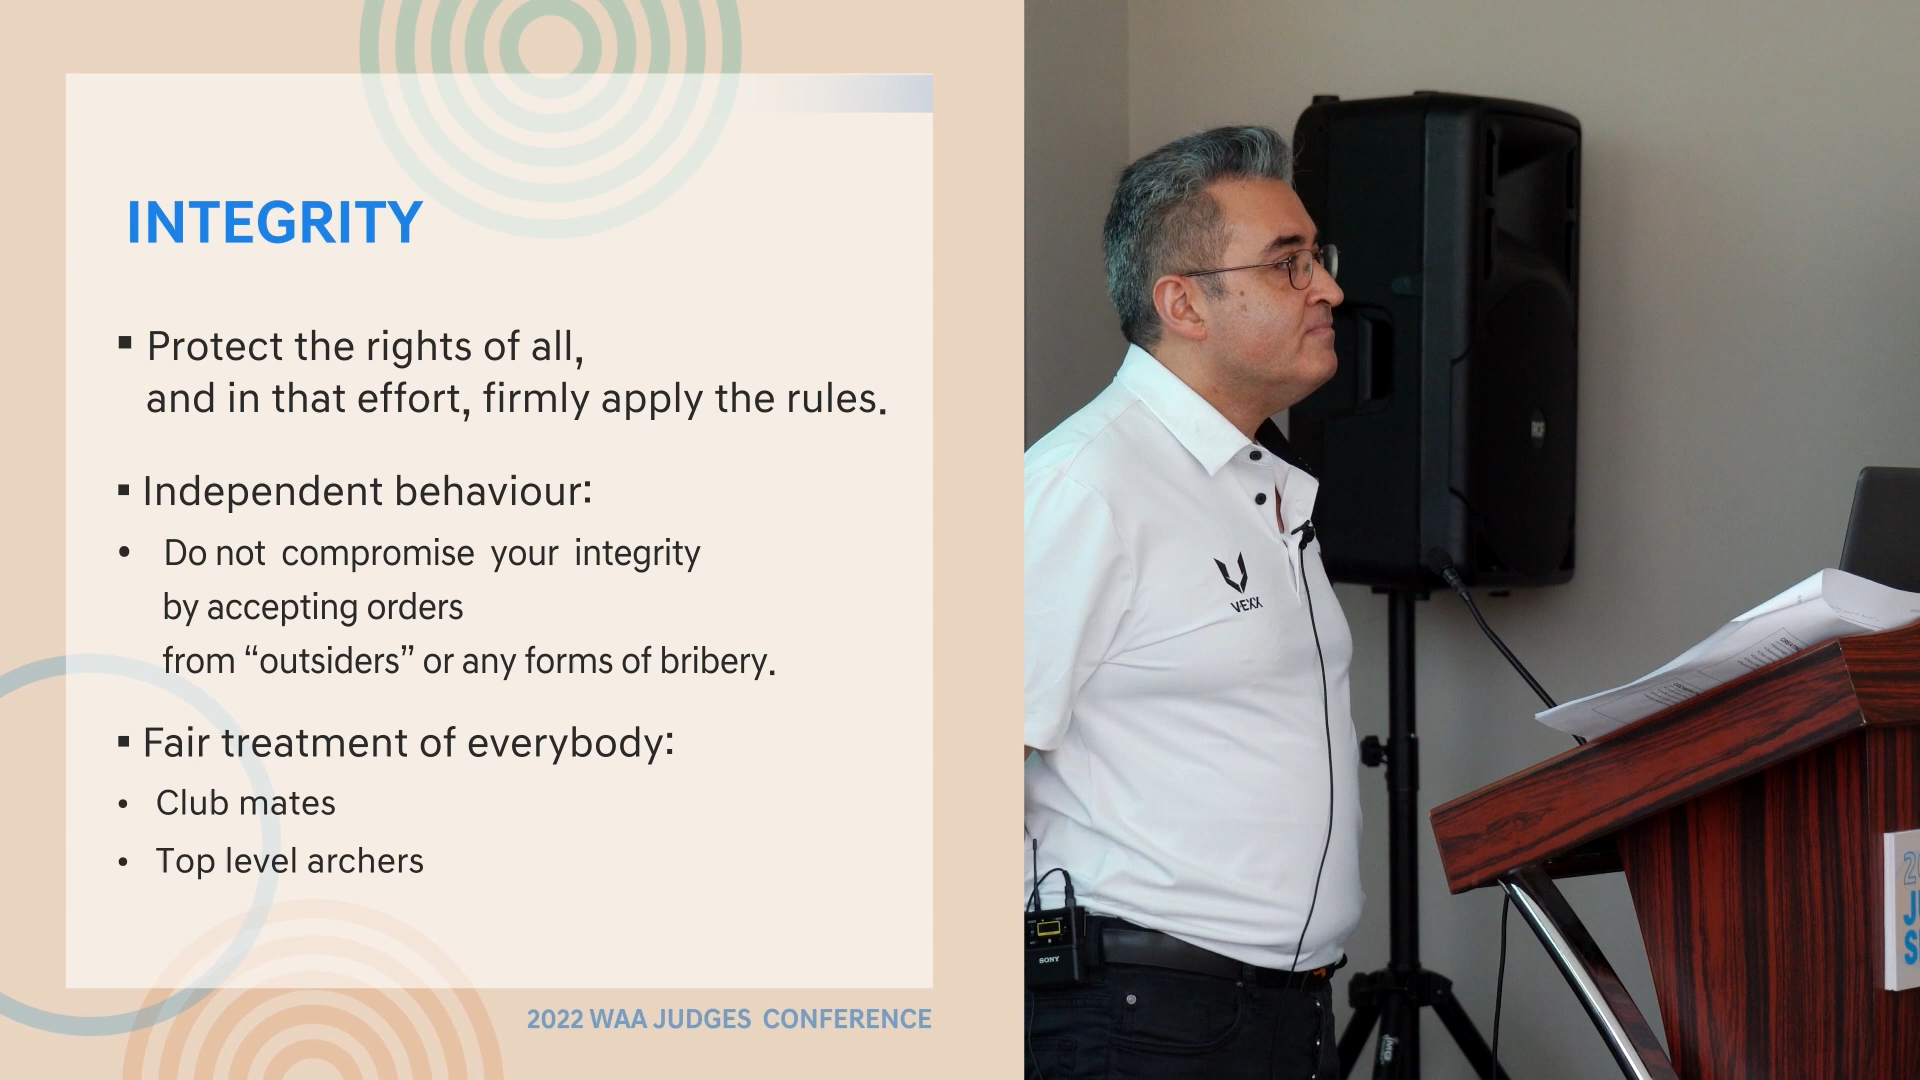 INTEGRITY
▪ Protect the rights of all,
and in that effort, firmly apply the rules.
▪ Independent behaviour:
• Do not compromise your integrity
by accepting orders
from “outsiders” or any forms of bribery.
▪ Fair treatment of everybody:
• Club mates
• Top level archers
2022 WAA JUDGES CONFERENCE
VEXX
SONY